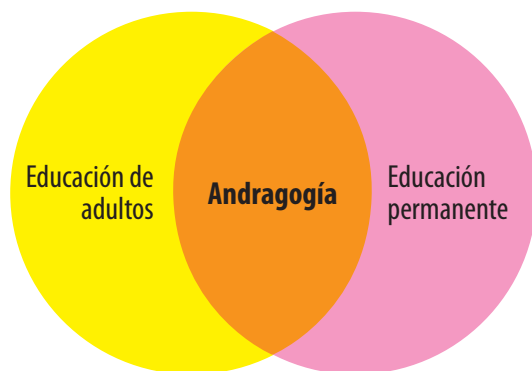 Educación de
adultos
Andragogía
Educación
permanente